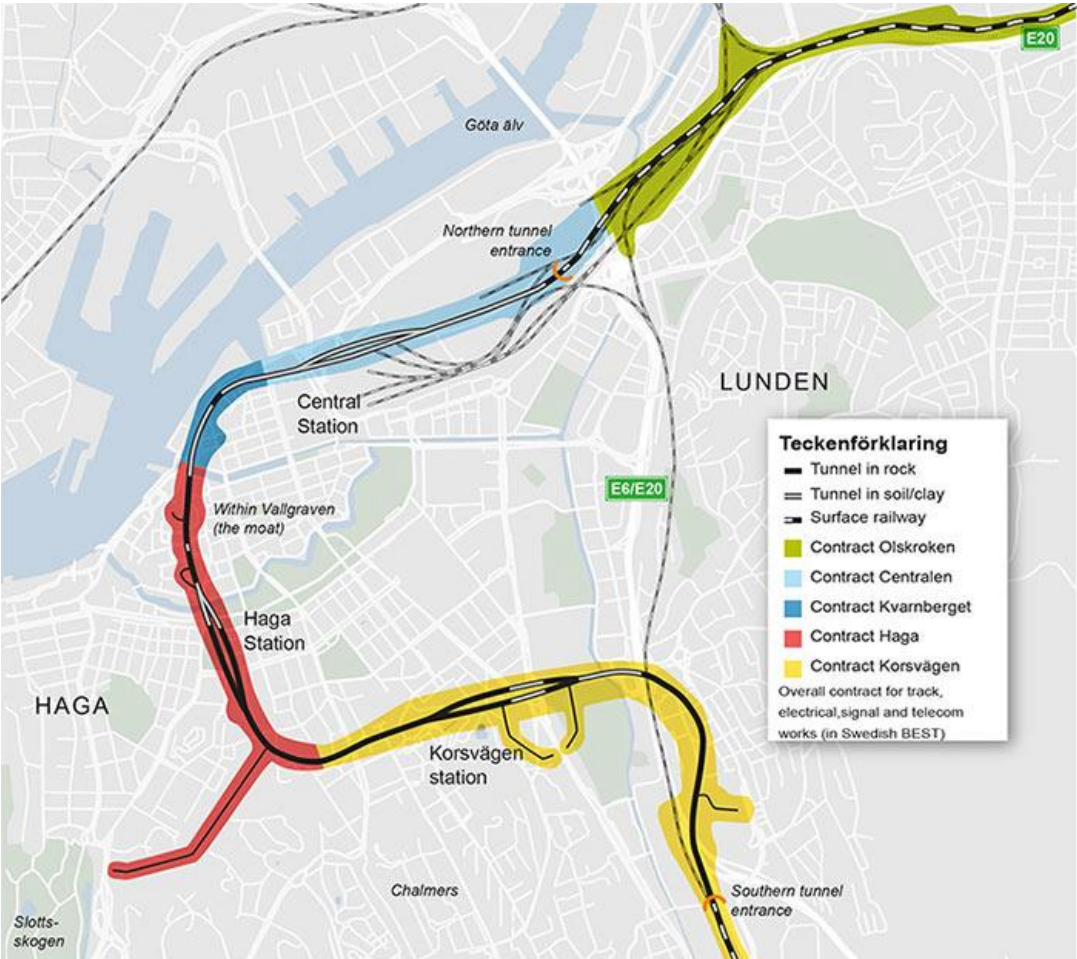 E20
Göta älv
Northern tunnel
entrance
LUNDEN
Central
Station
Teckenförklaring
Tunnel in rock
Tunnel in soil/clay
Surface railway
Contract Olskroken
Contract Centralen
Contract Kvarnberget
Contract Haga
Contract Korsvägen
Overall contract for track,
electrical,signal and telecom
works (in Swedish BEST)
E6/E20
Within Vallgraven
(the moat)
Haga
Station
HAGA
Korsvägen
station
Chalmers
Southern tunnel
entrance
Slotts-
skogen